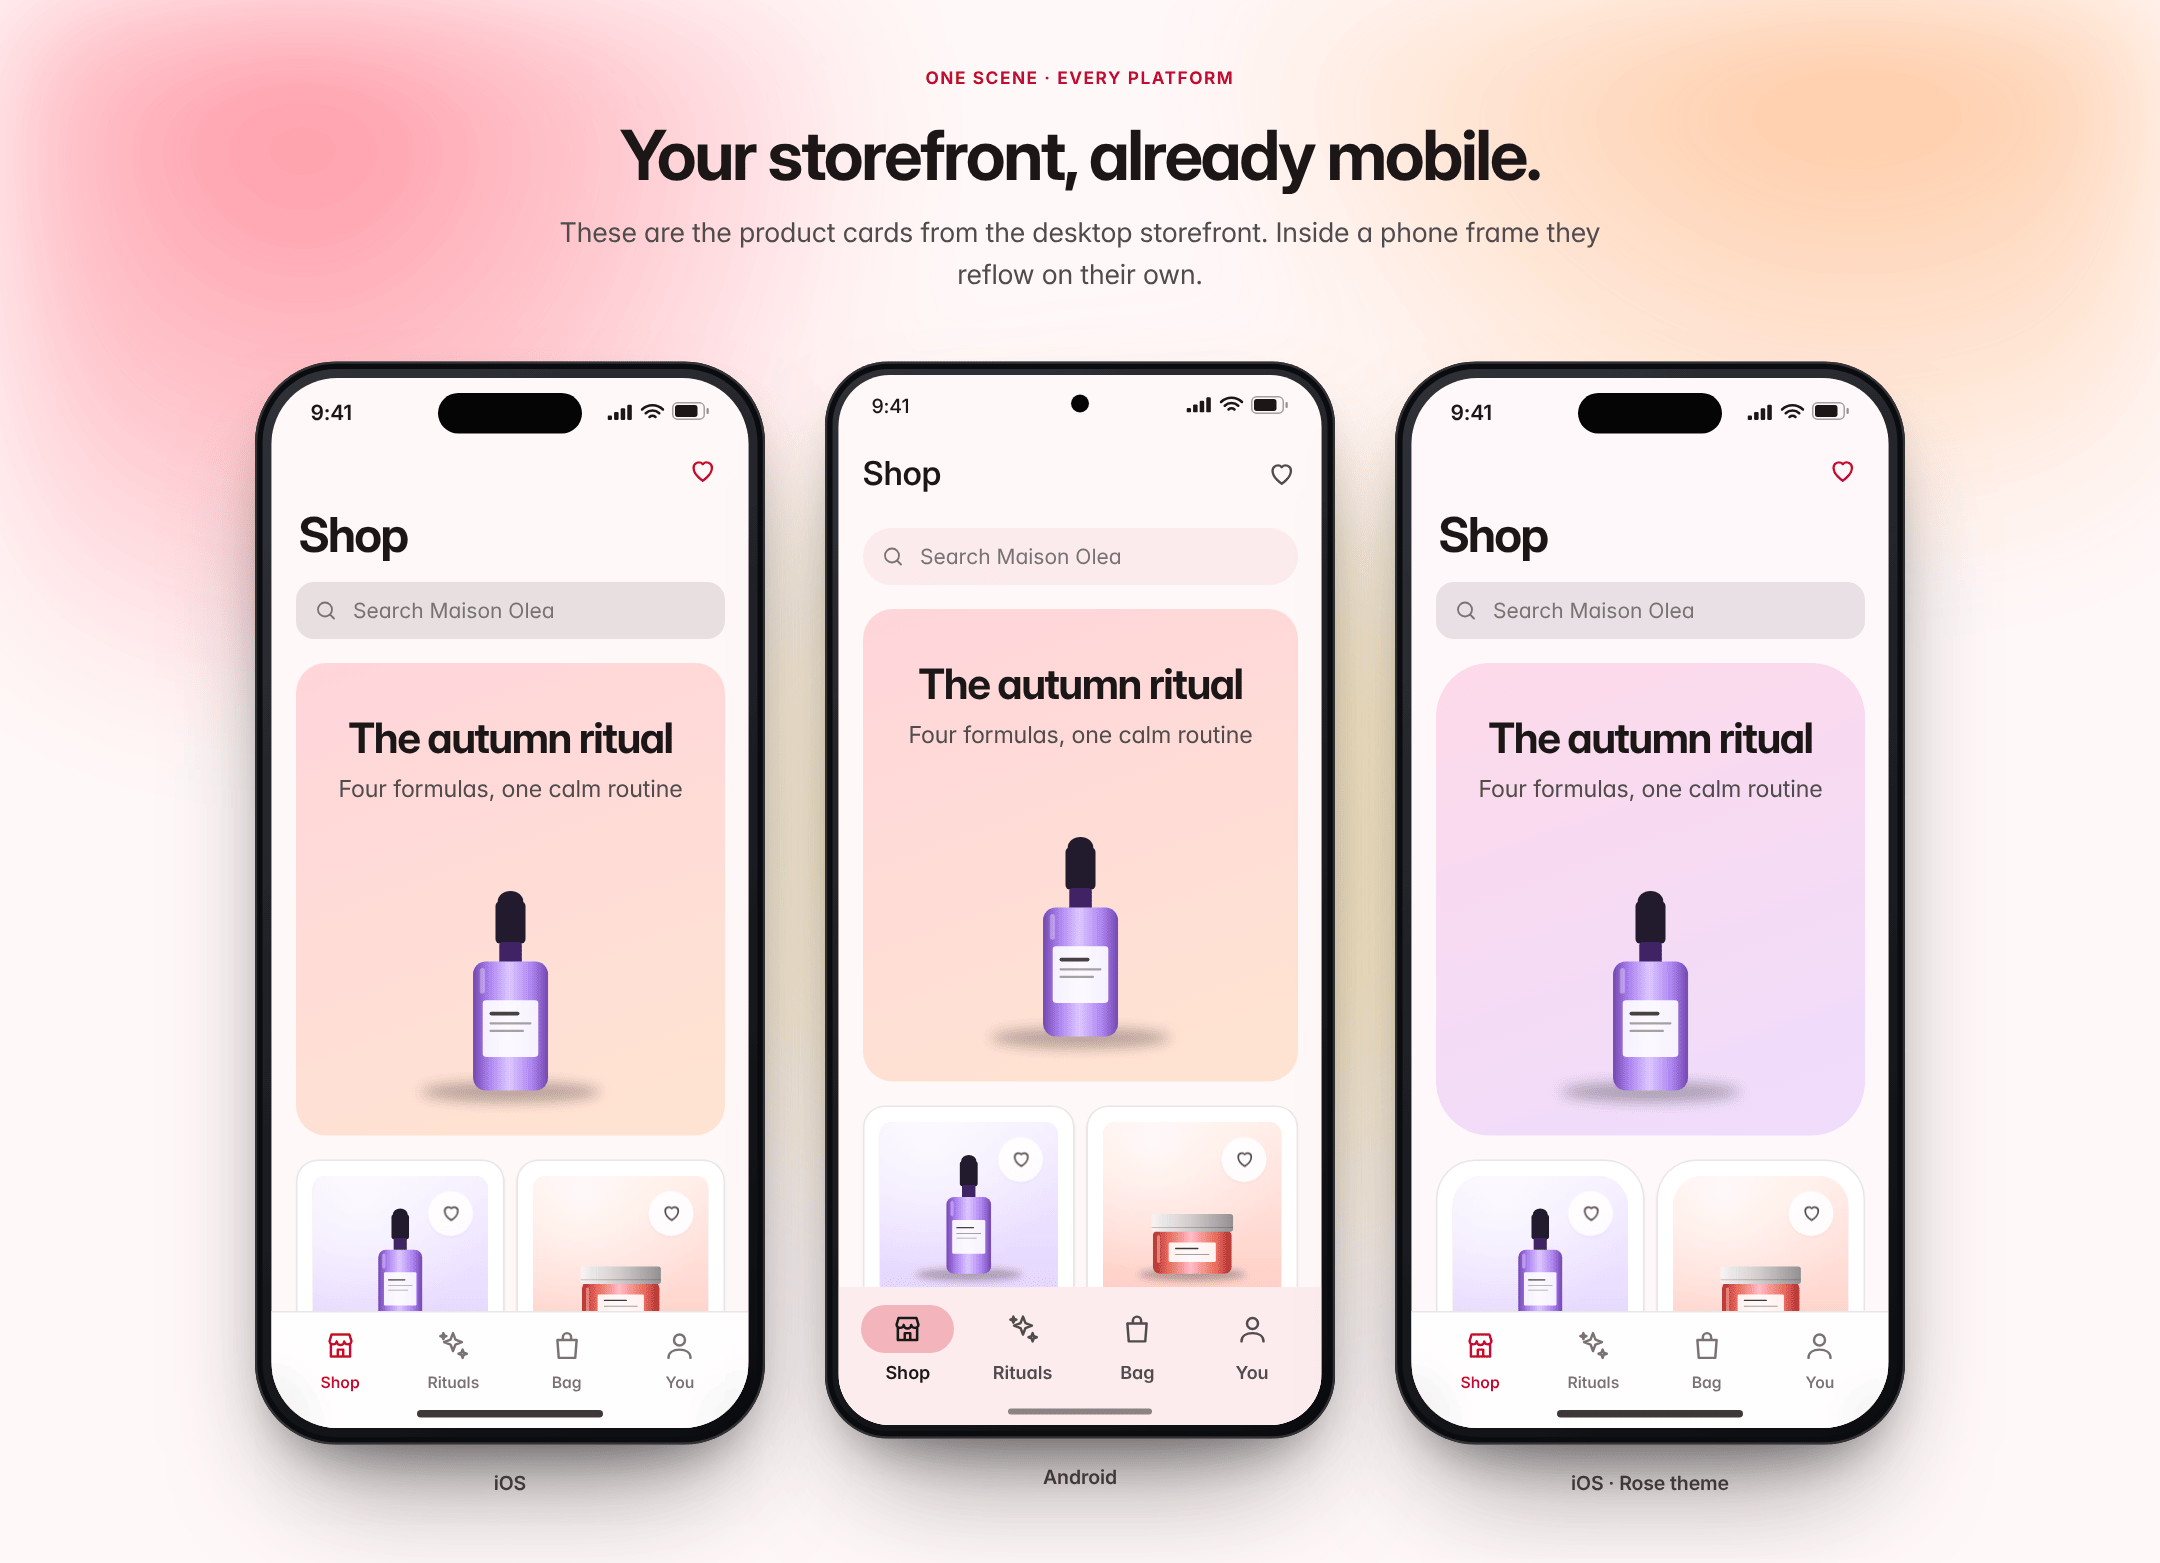 ONE SCENE · EVERY PLATFORM
Your storefront, already mobile.
These are the product cards from the desktop storefront. Inside a phone frame they
reflow on their own.
9:41
Shop
Search Maison Olea
The autumn ritual
Four formulas, one calm routine
Shop
Rituals
Bag
You
iOS
9:41
Shop
Search Maison Olea
The autumn ritual
Four formulas, one calm routine
Shop
Rituals
Bag
You
Android
9:41
Shop
Search Maison Olea
The autumn ritual
Four formulas, one calm routine
Shop
Rituals
Bag
You
iOS · Rose theme